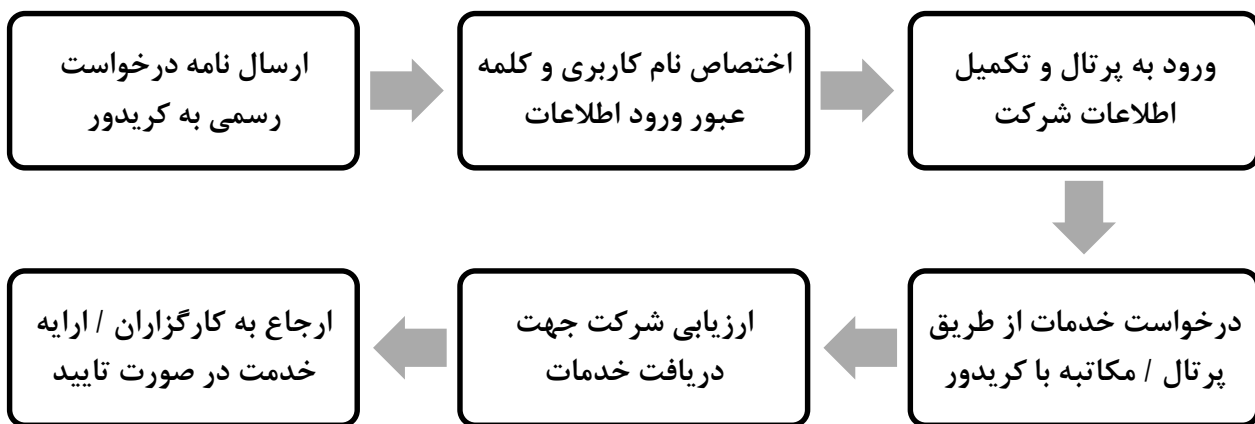 ارسال نامه درخواست
رسمی به کریدور
اختصاص نام کاربری و کلمه
عبور ورود اطلاعات
ورود به پرتال و تکمیل
اطلاعات شرکت
درخواست خدمات از طریق
پرتال / مکاتبه با کریدور
ارزیابی شرکت جهت
دریافت خدمات
ارجاع به کارگزاران / ارایه
خدمت در صورت تایید